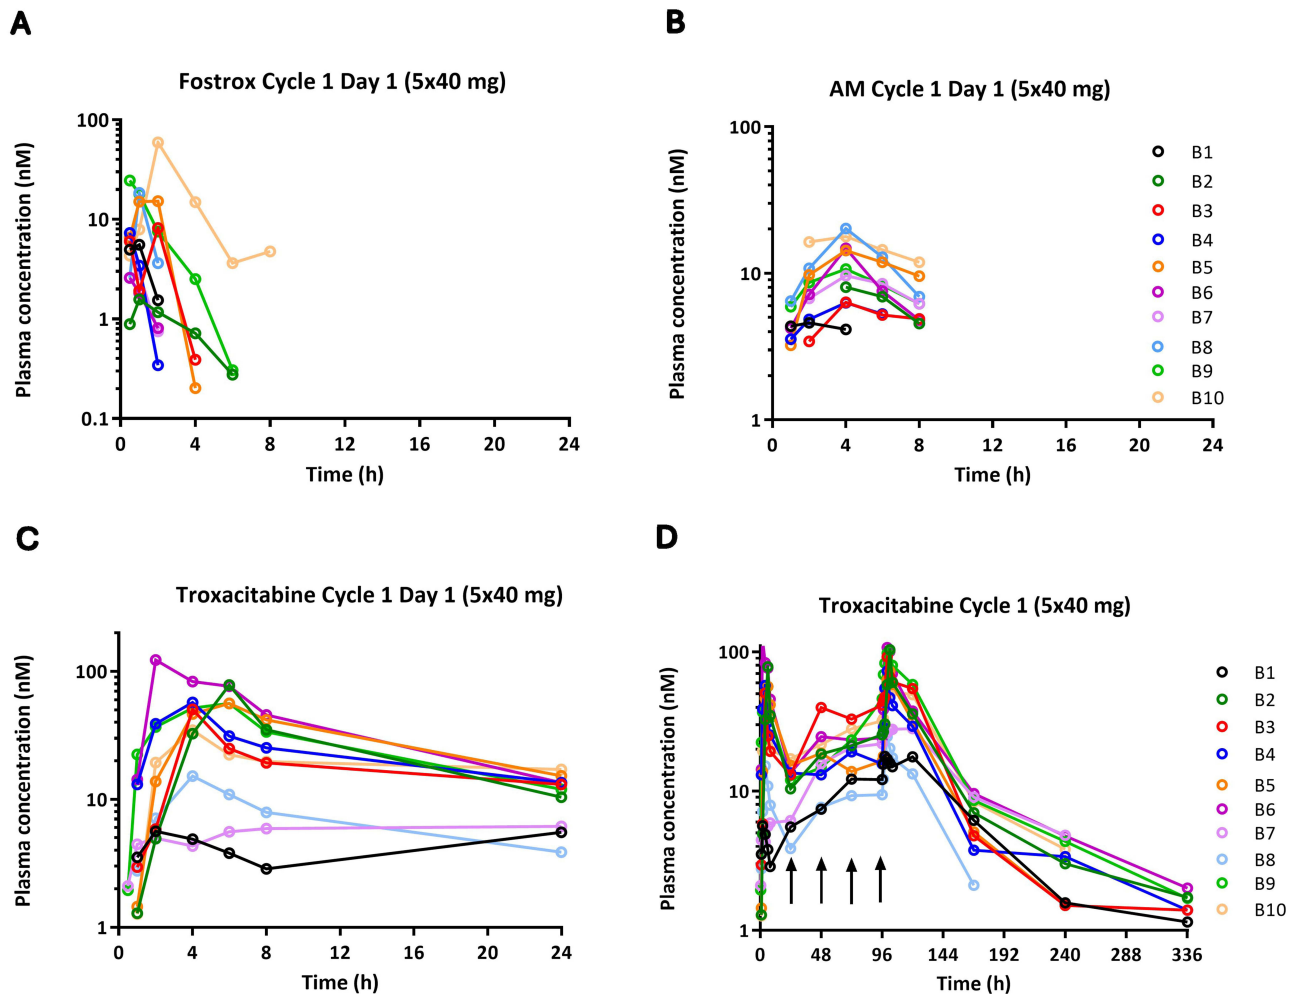 A
Fostrox Cycle 1 Day 1 (5x40 mg)
Plasma concentration (nM)
100
10
1
0.1
0 4 8 12 16 20 24
Time (h)
B
AM Cycle 1 Day 1 (5x40 mg)
Plasma concentration (nM)
100
10
1
0 4 8 12 16 20 24
Time (h)
B1
B2
B3
B4
B5
B6
B7
B8
B9
B10
C
Troxacitabine Cycle 1 Day 1 (5x40 mg)
Plasma concentration (nM)
100
10
1
0 4 8 12 16 20 24
Time (h)
D
Troxacitabine Cycle 1 (5x40 mg)
Plasma concentration (nM)
100
10
1
0 48 96 144 192 240 288 336
Time (h)
B1
B2
B3
B4
B5
B6
B7
B8
B9
B10